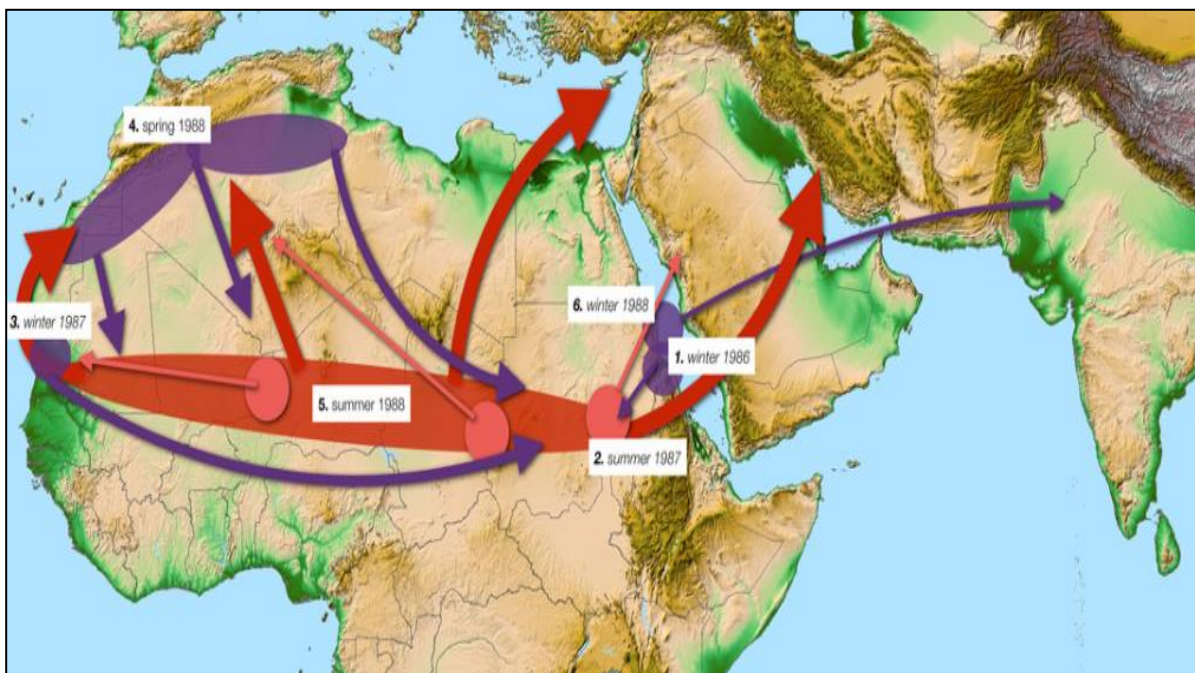 4. spring 1988
3. winter 1987
6. winter 1988
1. winter 1986
5. summer 1988
2. summer 1987